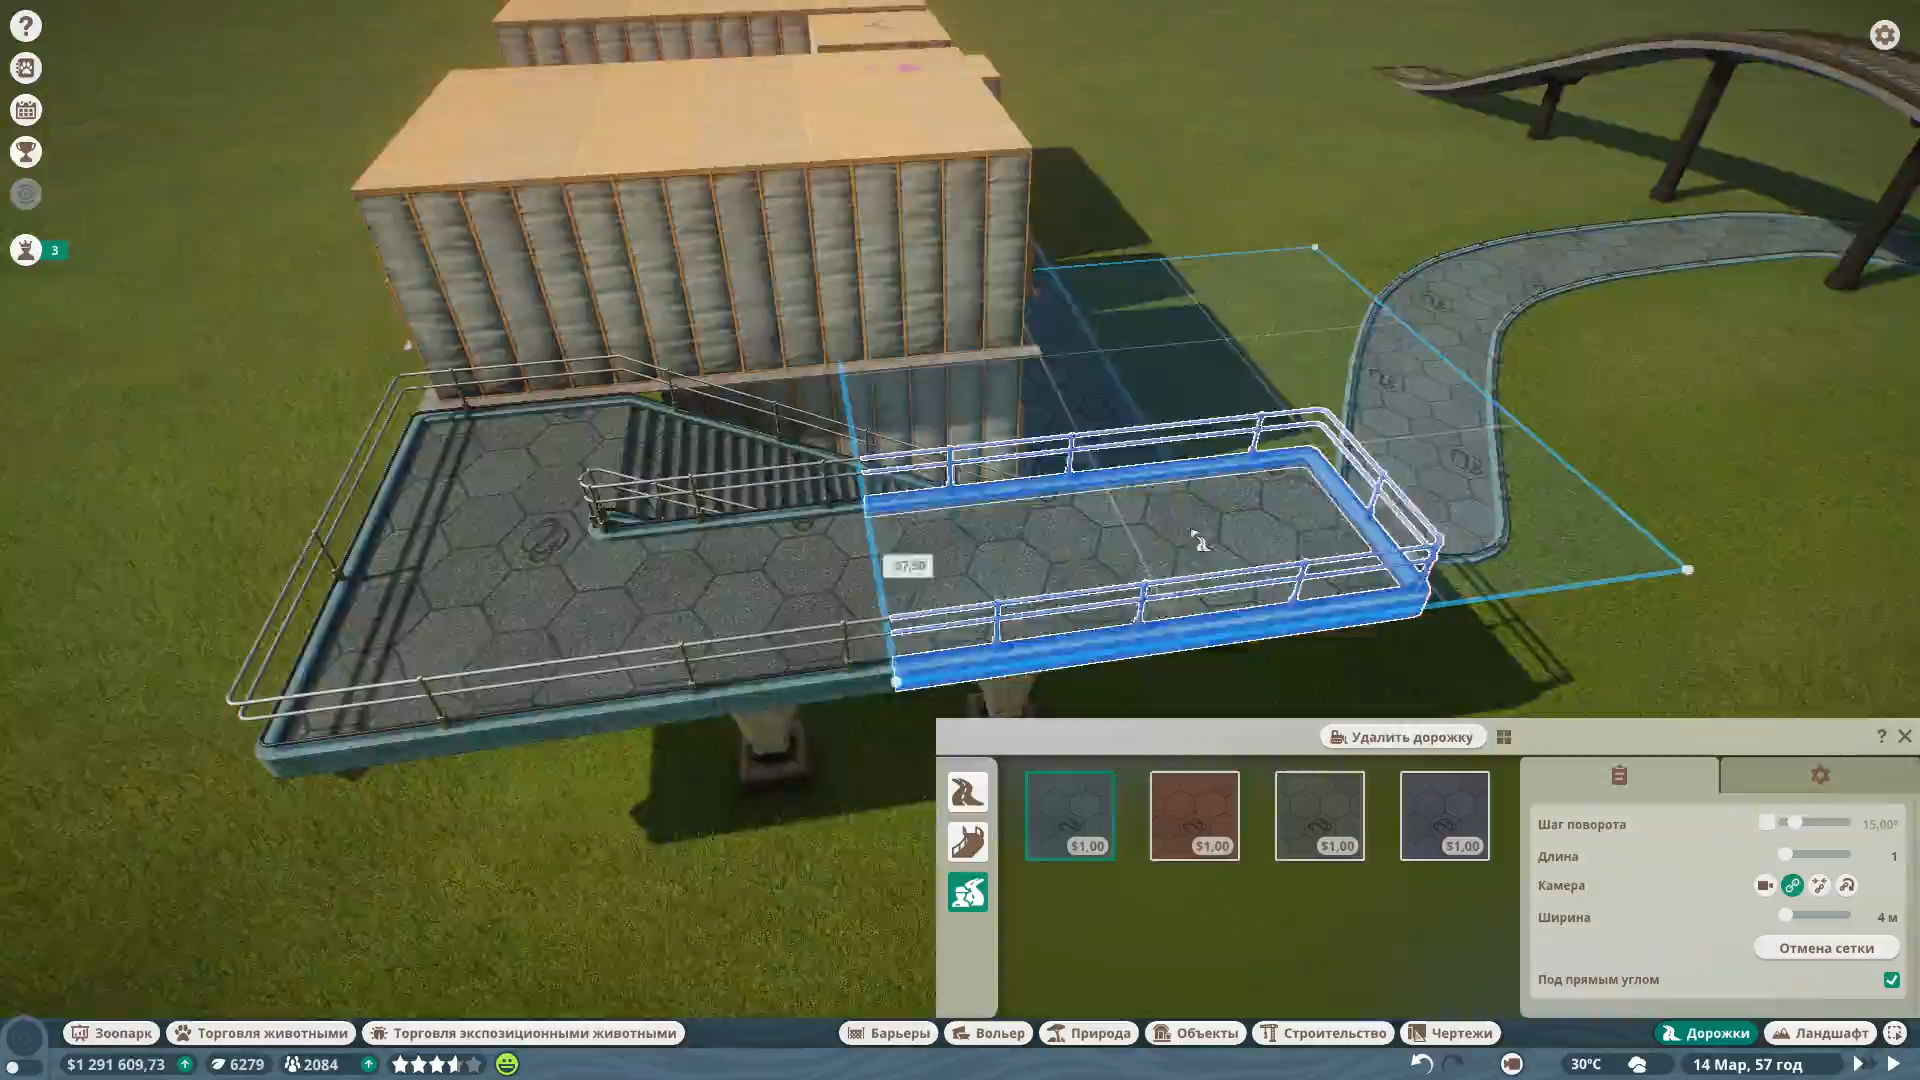 ?
3
$7,50
Удалить дорожку
?
$1,00
$1,00
$1,00
$1,00
Шаг поворота
15,00°
Длина
1
Камера
Ширина
4 м
Отмена сетки
Под прямым углом
Зоопарк
Торговля животными
Торговля экспозиционными животными
Барьеры
Вольер
Природа
Объекты
Строительство
Чертежи
Дорожки
Ландшафт
$1 291 609,73
6279
2084
30°C
14 Мар, 57 год